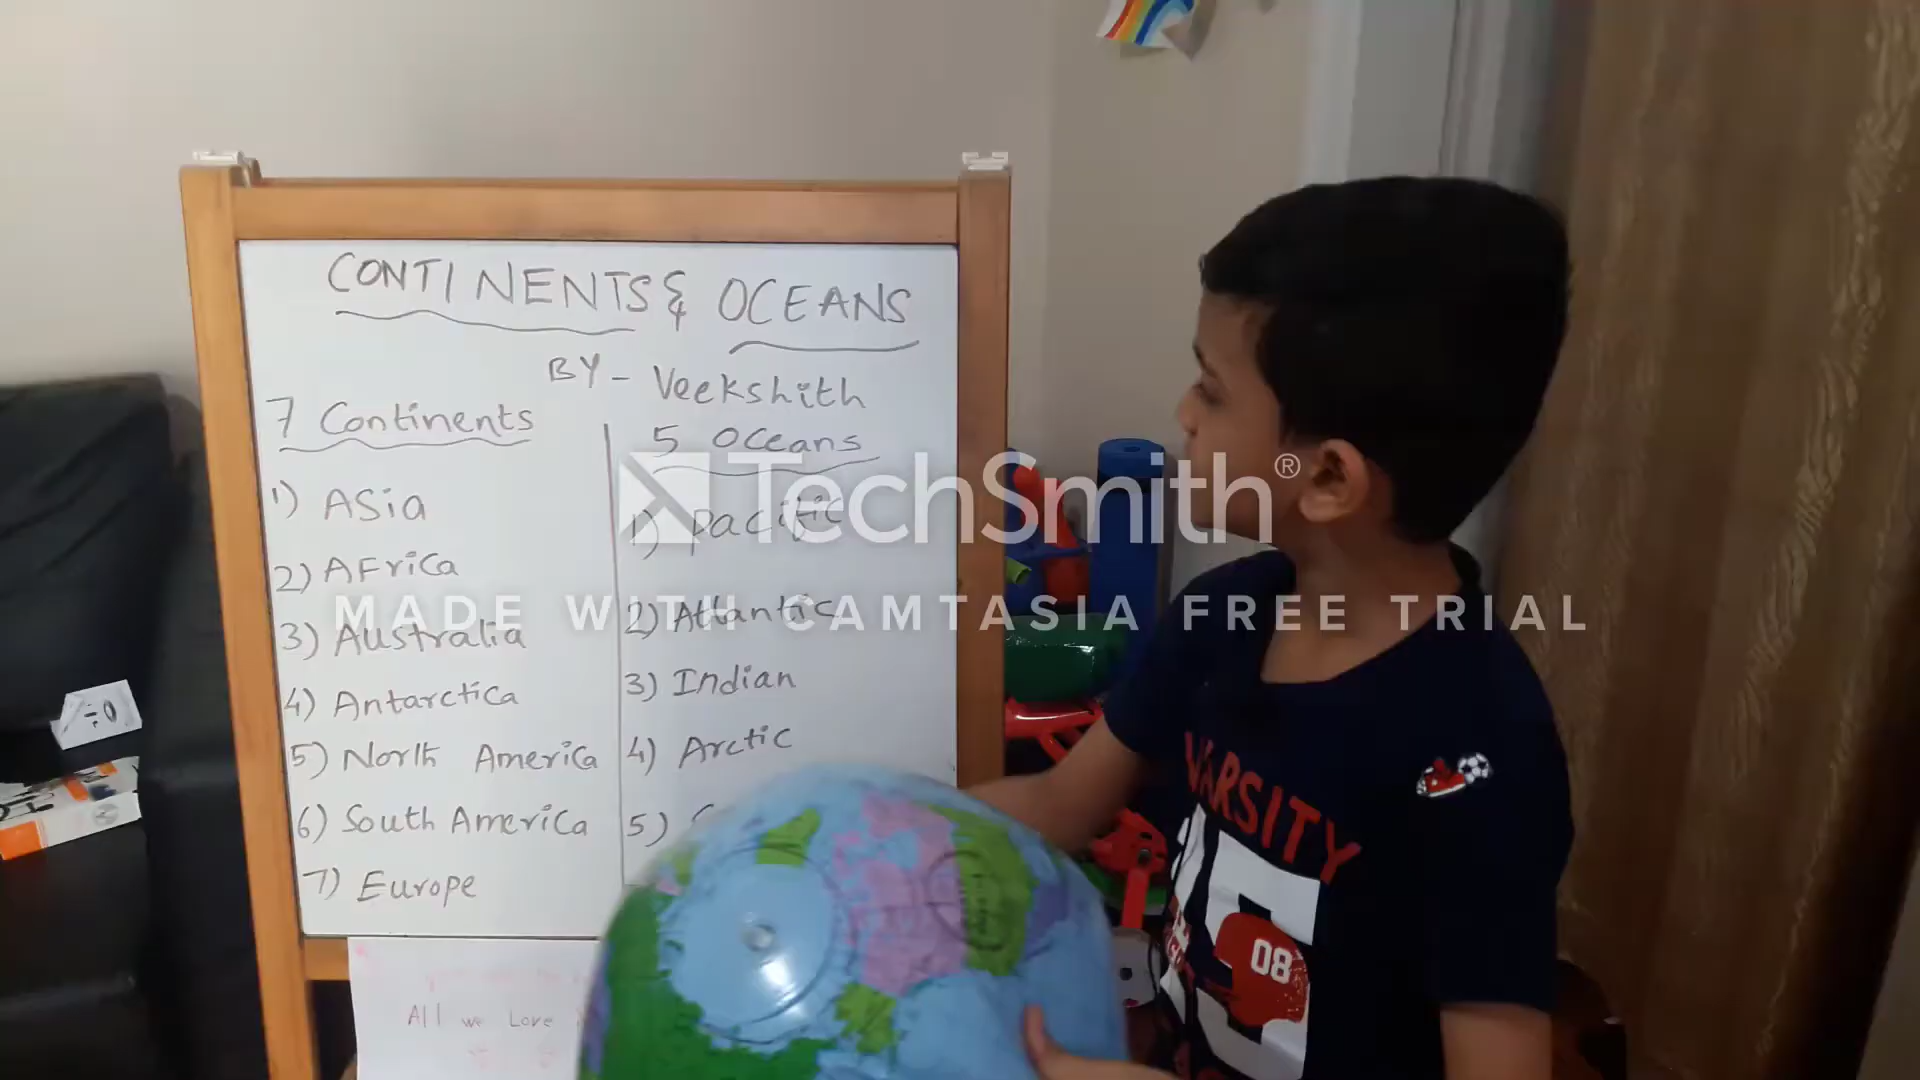 CONTINENTS & OCEANS
BY - Veekshith
7 Continents
1) Asia
2) Africa
3) Australia
4) Antarctica
5) North America
6) South America
7) Europe
5 Oceans
1) Pacific
2) Atlantic
3) Indian
4) Arctic
5)
All we Love
TechSmith®
MADE WITH CAMTASIA FREE TRIAL
VARSITY
08